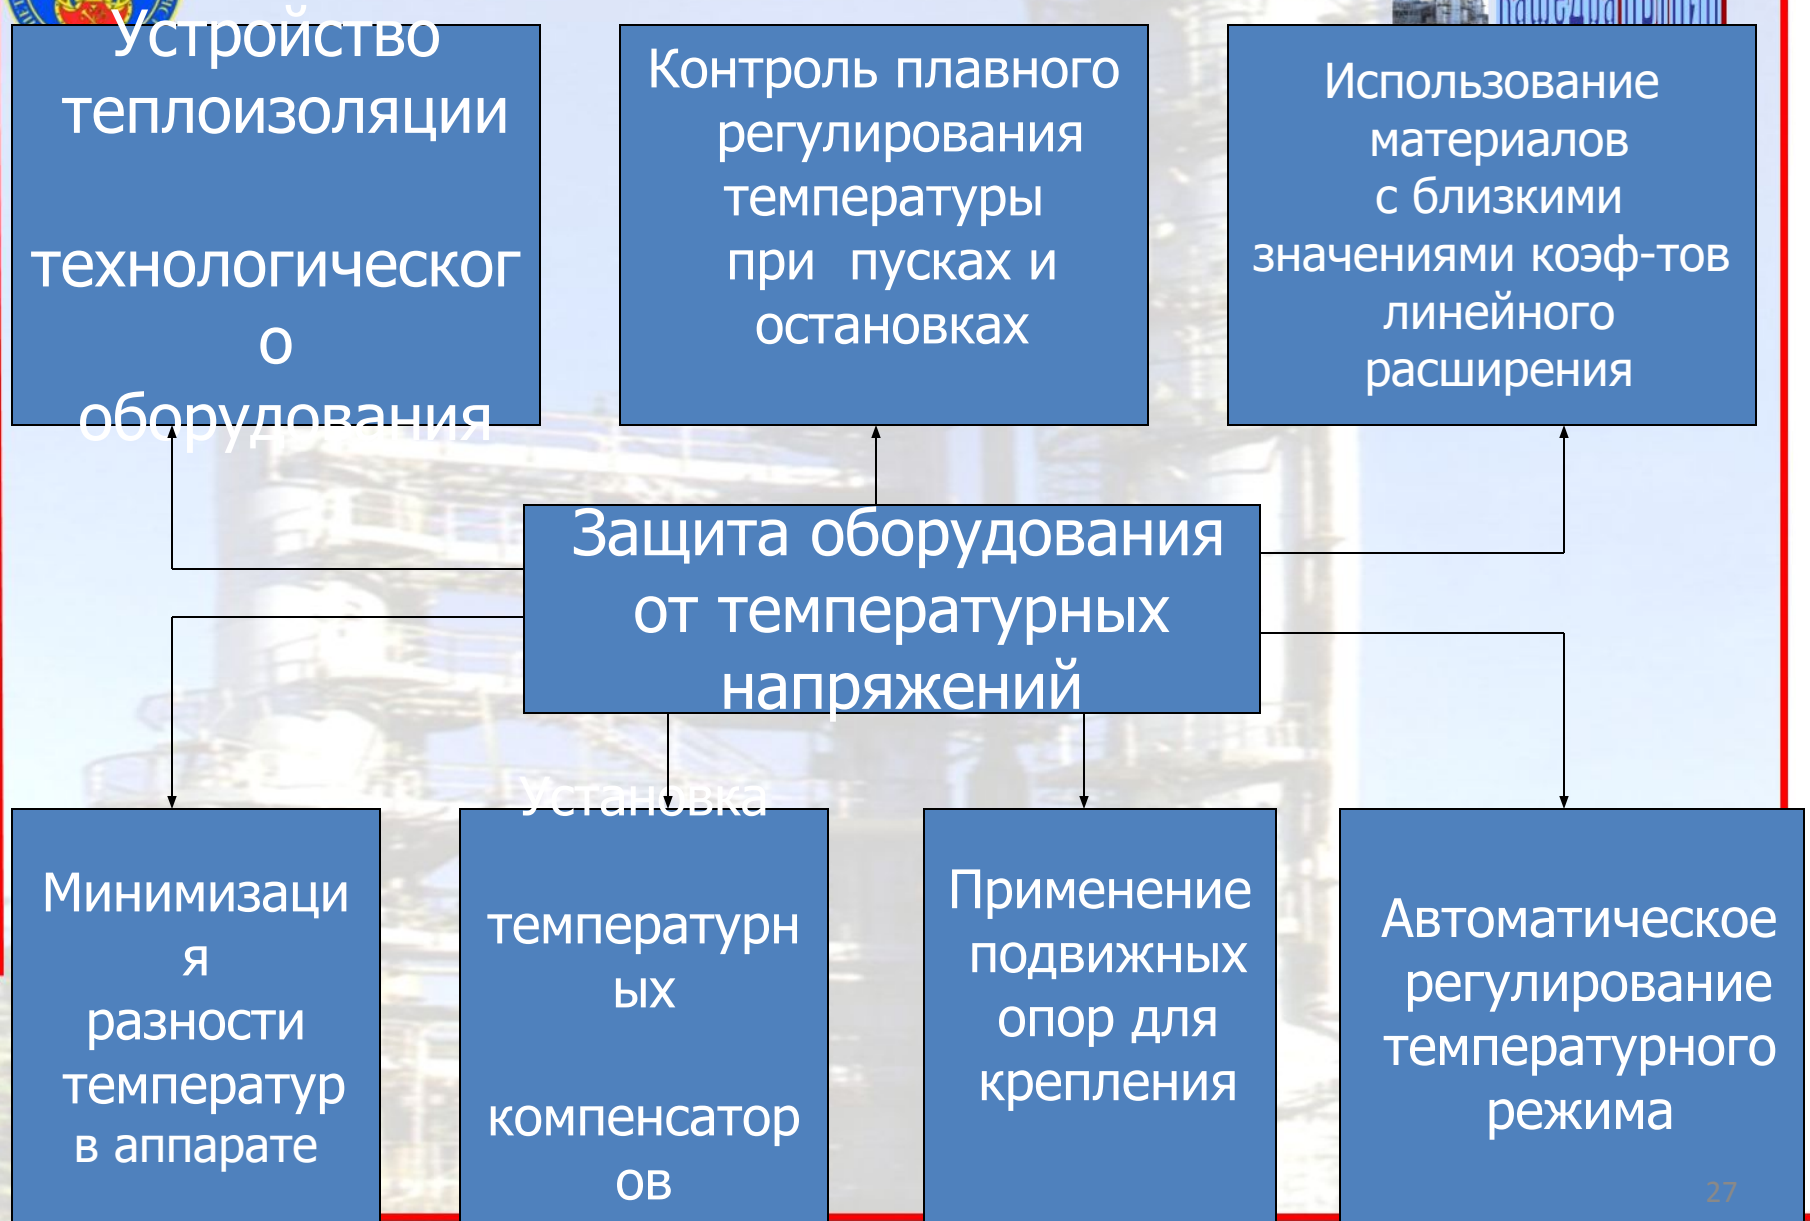 Устройство
теплоизоляции
технологическог
о
оборудования
Контроль плавного
регулирования
температуры
при пусках и
остановках
Использование
материалов
с близкими
значениями коэф-тов
линейного
расширения
Защита оборудования
от температурных
напряжений
Минимизаци
я
разности
температур
в аппарате
Установка
температурн
ых
компенсатор
ов
Применение
подвижных
опор для
крепления
Автоматическое
регулирование
температурного
режима
27